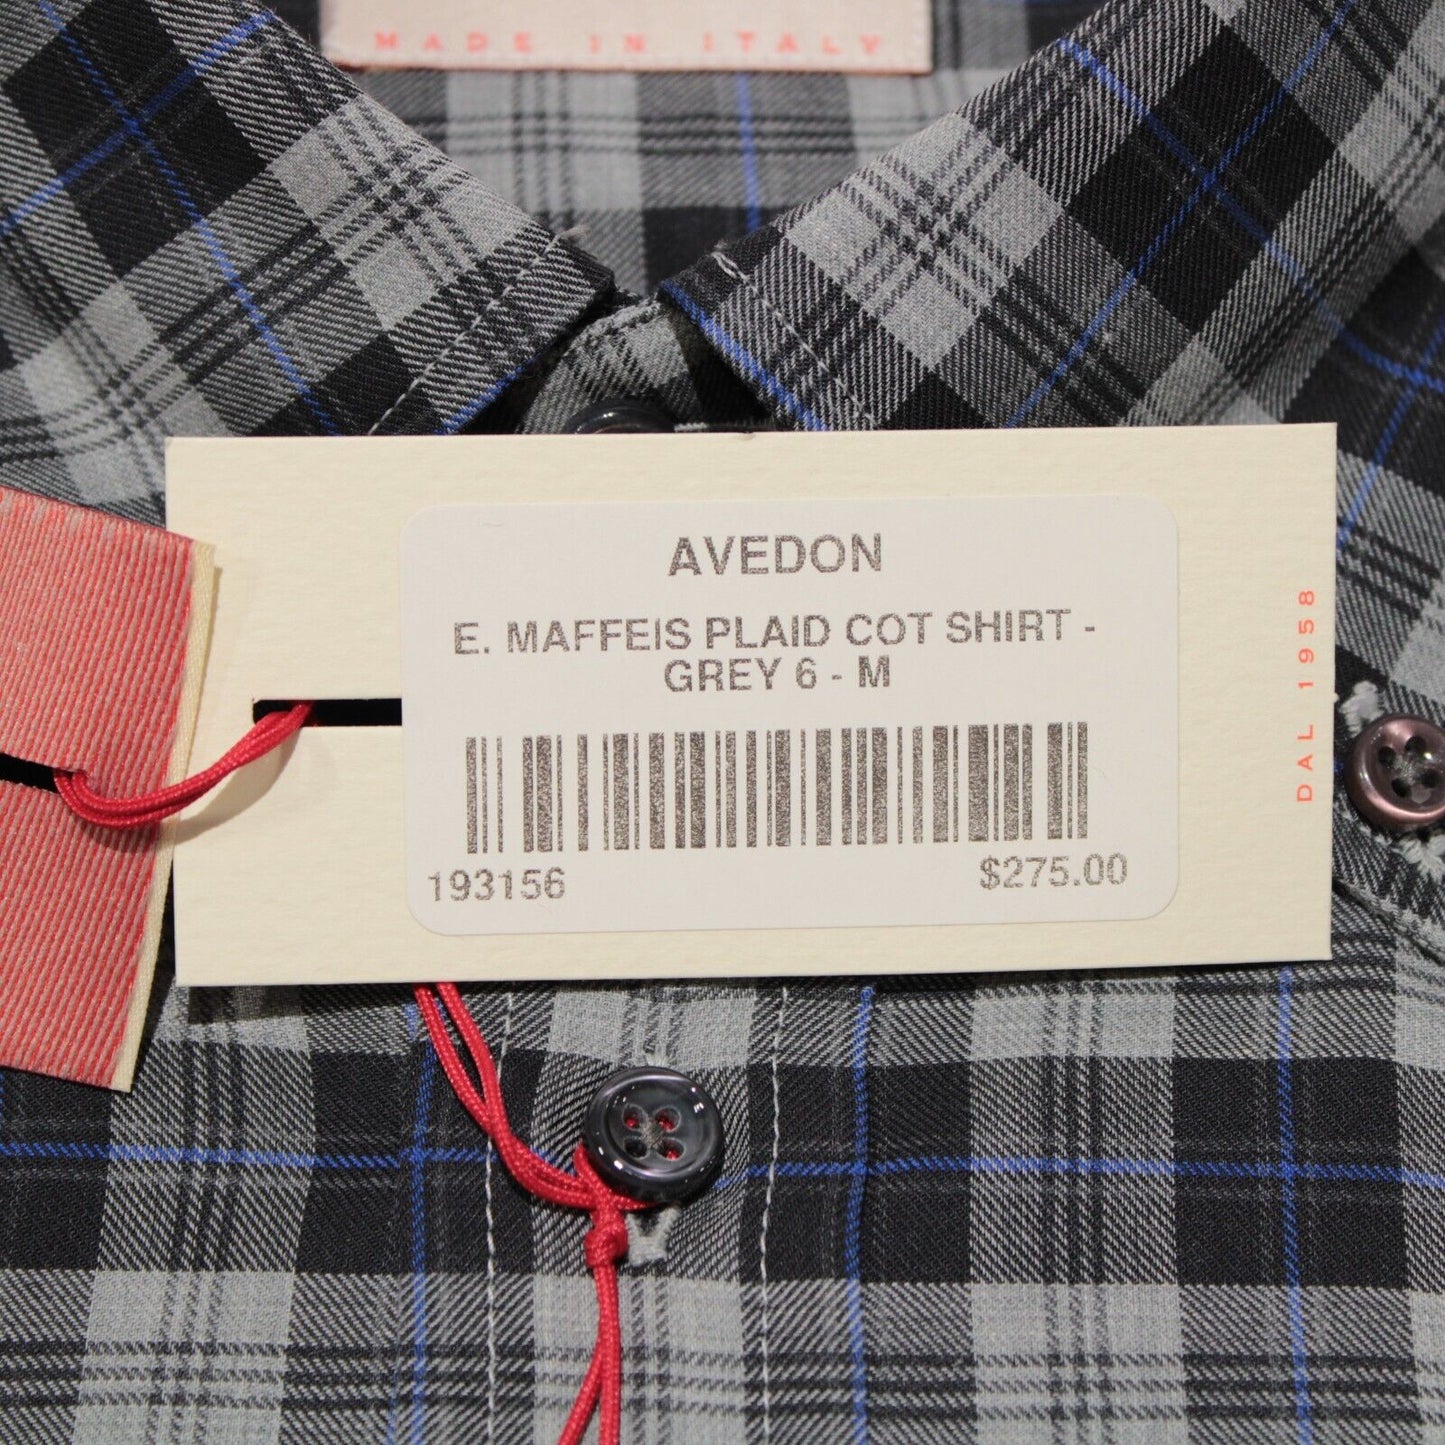 MADE IN ITALY
AVEDON
E. MAFFEIS PLAID COT SHIRT -
GREY 6 - M
193156
$275.00
DAL 1958